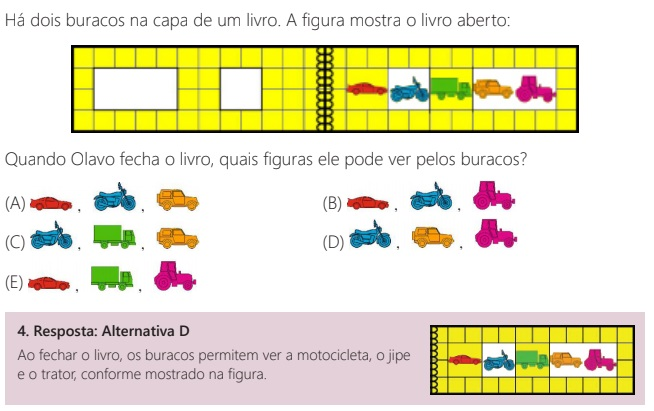 Há dois buracos na capa de um livro. A figura mostra o livro aberto:
Quando Olavo fecha o livro, quais figuras ele pode ver pelos buracos?
(A) , , (B) , ,
(C) , , (D) , ,
(E) , ,
4. Resposta: Alternativa D
Ao fechar o livro, os buracos permitem ver a motocicleta, o jipe
e o trator, conforme mostrado na figura.